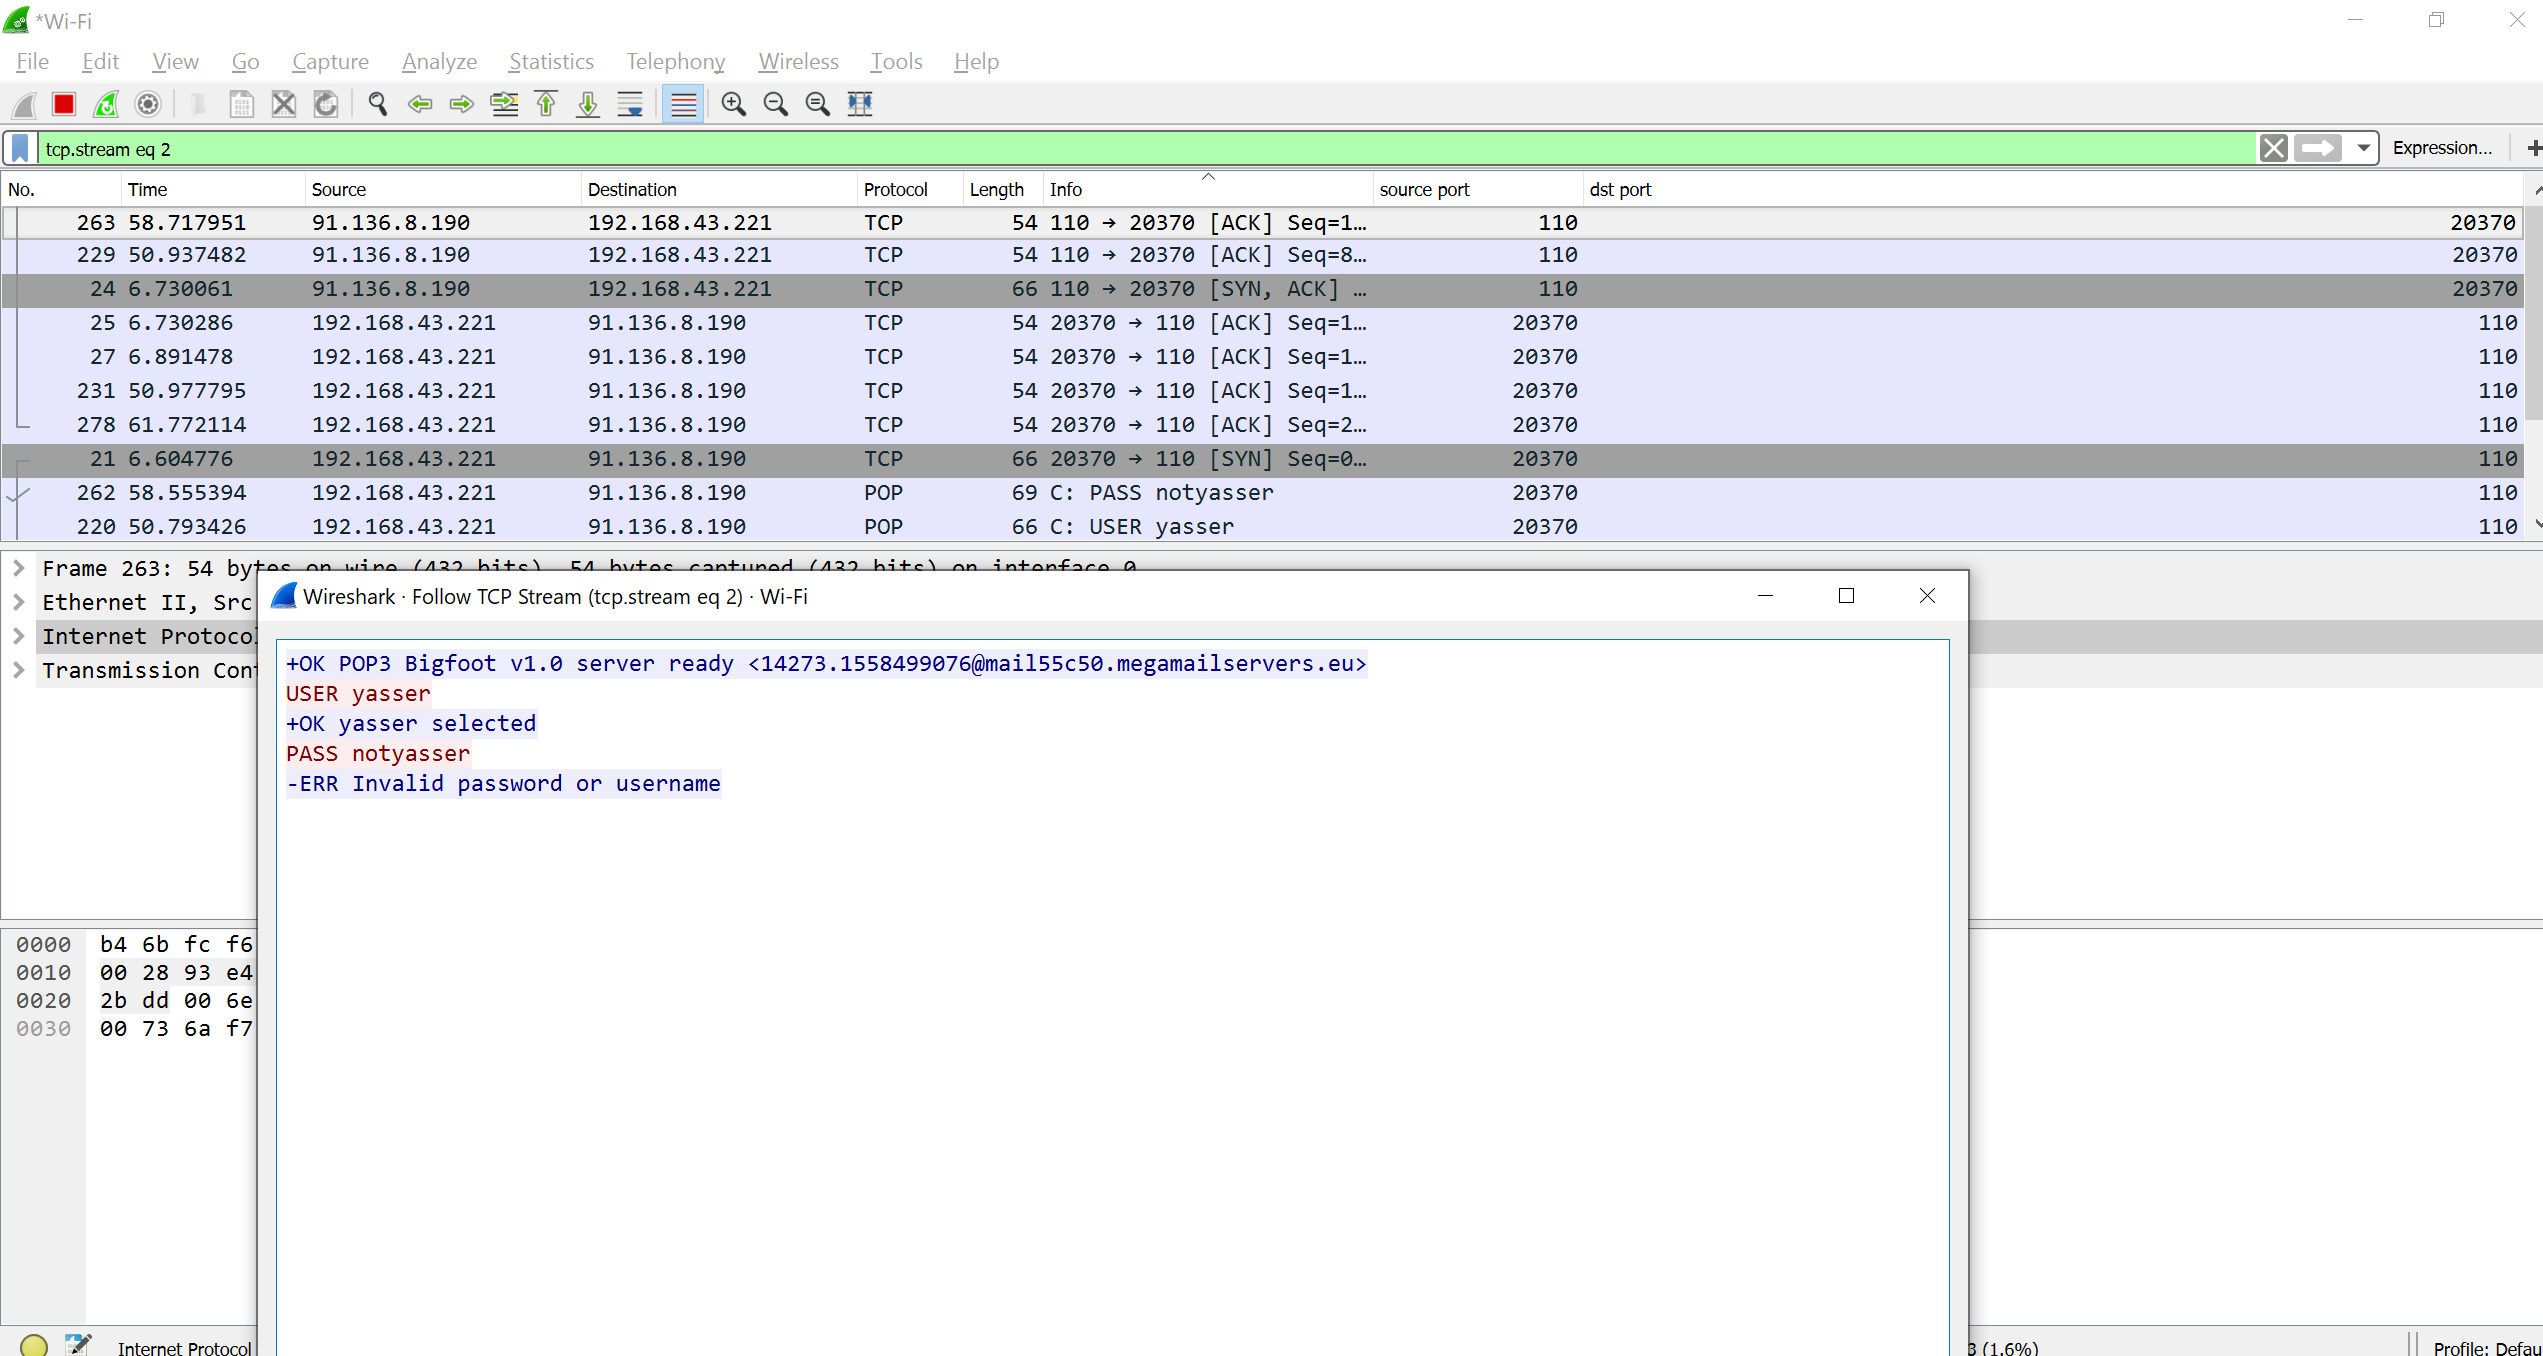 *Wi-Fi
File Edit View Go Capture Analyze Statistics Telephony Wireless Tools Help
tcp.stream eq 2 Expression... +
No. Time Source Destination Protocol Length Info source port dst port
263 58.717951 91.136.8.190 192.168.43.221 TCP 54 110 → 20370 [ACK] Seq=1… 110 20370
229 50.937482 91.136.8.190 192.168.43.221 TCP 54 110 → 20370 [ACK] Seq=8… 110 20370
24 6.730061 91.136.8.190 192.168.43.221 TCP 66 110 → 20370 [SYN, ACK] … 110 20370
25 6.730286 192.168.43.221 91.136.8.190 TCP 54 20370 → 110 [ACK] Seq=1… 20370 110
27 6.891478 192.168.43.221 91.136.8.190 TCP 54 20370 → 110 [ACK] Seq=1… 20370 110
231 50.977795 192.168.43.221 91.136.8.190 TCP 54 20370 → 110 [ACK] Seq=1… 20370 110
278 61.772114 192.168.43.221 91.136.8.190 TCP 54 20370 → 110 [ACK] Seq=2… 20370 110
21 6.604776 192.168.43.221 91.136.8.190 TCP 66 20370 → 110 [SYN] Seq=0… 20370 110
262 58.555394 192.168.43.221 91.136.8.190 POP 69 C: PASS notyasser 20370 110
220 50.793426 192.168.43.221 91.136.8.190 POP 66 C: USER yasser 20370 110
Frame 263: 54 bytes on wire (432 bits), 54 bytes captured (432 bits) on interface 0
Ethernet II, Src
Internet Protocol
Transmission Cont
Wireshark · Follow TCP Stream (tcp.stream eq 2) · Wi-Fi
+OK POP3 Bigfoot v1.0 server ready <14273.1558499076@mail55c50.megamailservers.eu>
USER yasser
+OK yasser selected
PASS notyasser
-ERR Invalid password or username
0000 b4 6b fc f6
0010 00 28 93 e4
0020 2b dd 00 6e
0030 00 73 6a f7
Internet Protocol 3 (1.6%) Profile: Defau